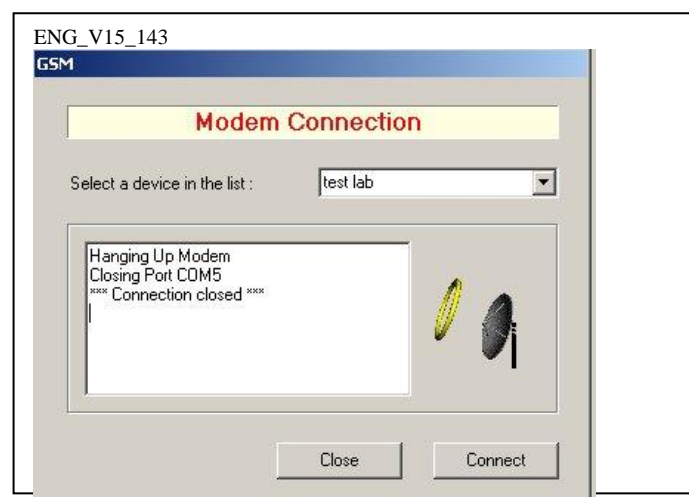 ENG_V15_143
GSM
Modem Connection
Select a device in the list :
test lab
Hanging Up Modem
Closing Port COM5
*** Connection closed ***
Close
Connect